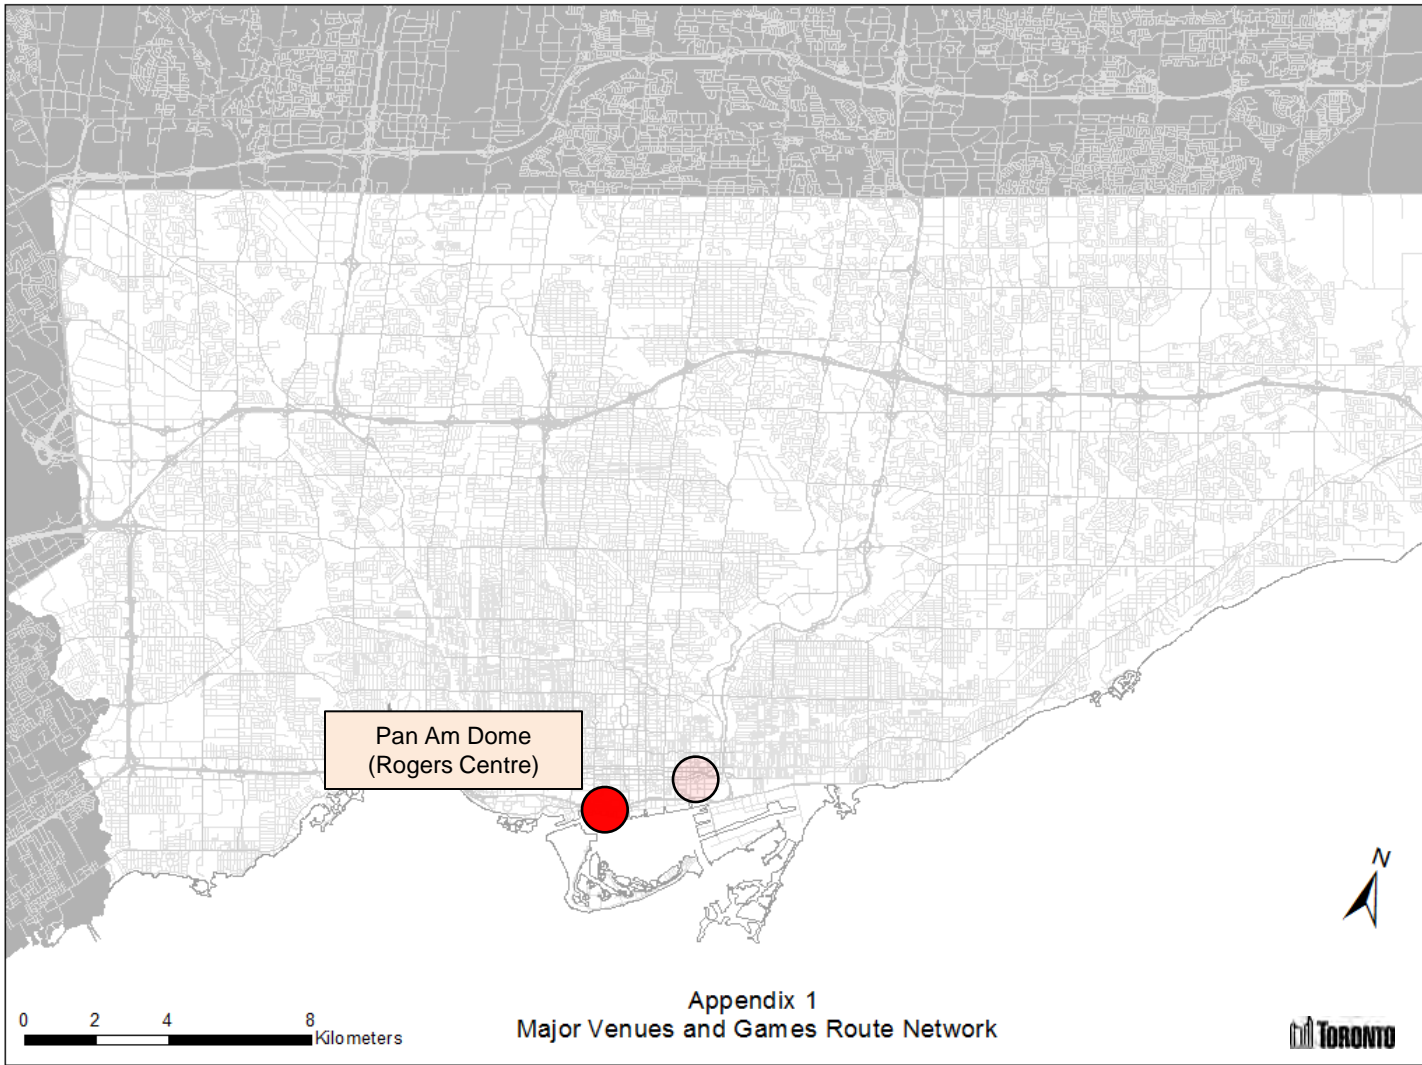 Pan Am Dome
(Rogers Centre)
N
0 2 4 8
Kilometers
Appendix 1
Major Venues and Games Route Network
TORONTO